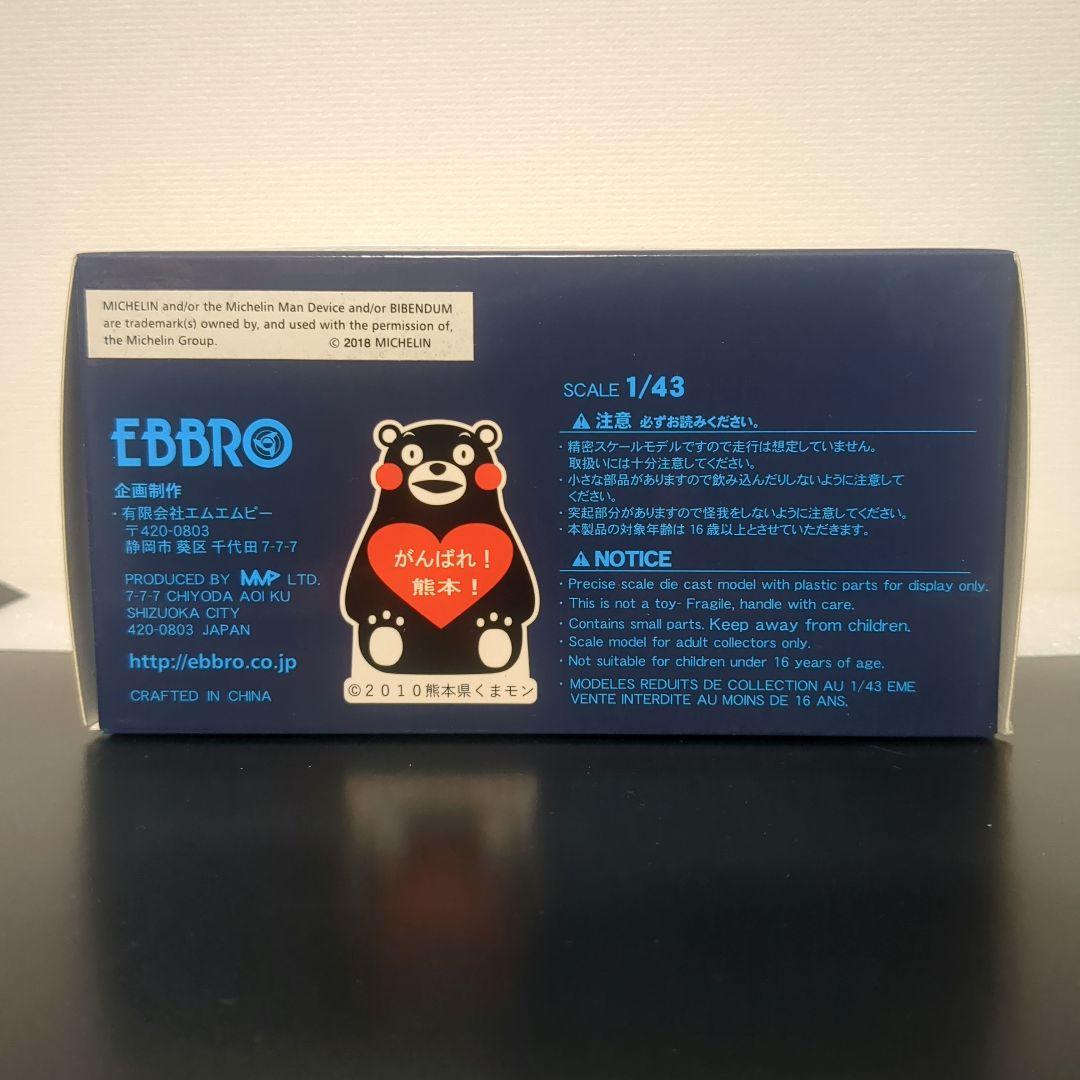 MICHELIN and/or the Michelin Man Device and/or BIBENDUM
are trademark(s) owned by, and used with the permission of,
the Michelin Group. © 2018 MICHELIN
EBBRO
企画制作
・有限会社エムエムピー
〒420-0803
静岡市 葵区 千代田 7-7-7
PRODUCED BY MMP LTD.
7-7-7 CHIYODA AOI KU
SHIZUOKA CITY
420-0803 JAPAN
http://ebbro.co.jp
CRAFTED IN CHINA
がんばれ！
熊本！
©2010熊本県くまモン
SCALE 1/43
注意 必ずお読みください。
・精密スケールモデルですので走行は想定していません。
取扱いには十分注意してください。
・小さな部品がありますので飲み込んだりしないように注意して
ください。
・突起部分がありますので怪我をしないように注意してください。
・本製品の対象年齢は 16 歳以上とさせていただきます。
NOTICE
・Precise scale die cast model with plastic parts for display only.
・This is not a toy- Fragile, handle with care.
・Contains small parts. Keep away from children.
・Scale model for adult collectors only.
・Not suitable for children under 16 years of age.
・MODELES REDUITS DE COLLECTION AU 1/43 EME
VENTE INTERDITE AU MOINS DE 16 ANS.